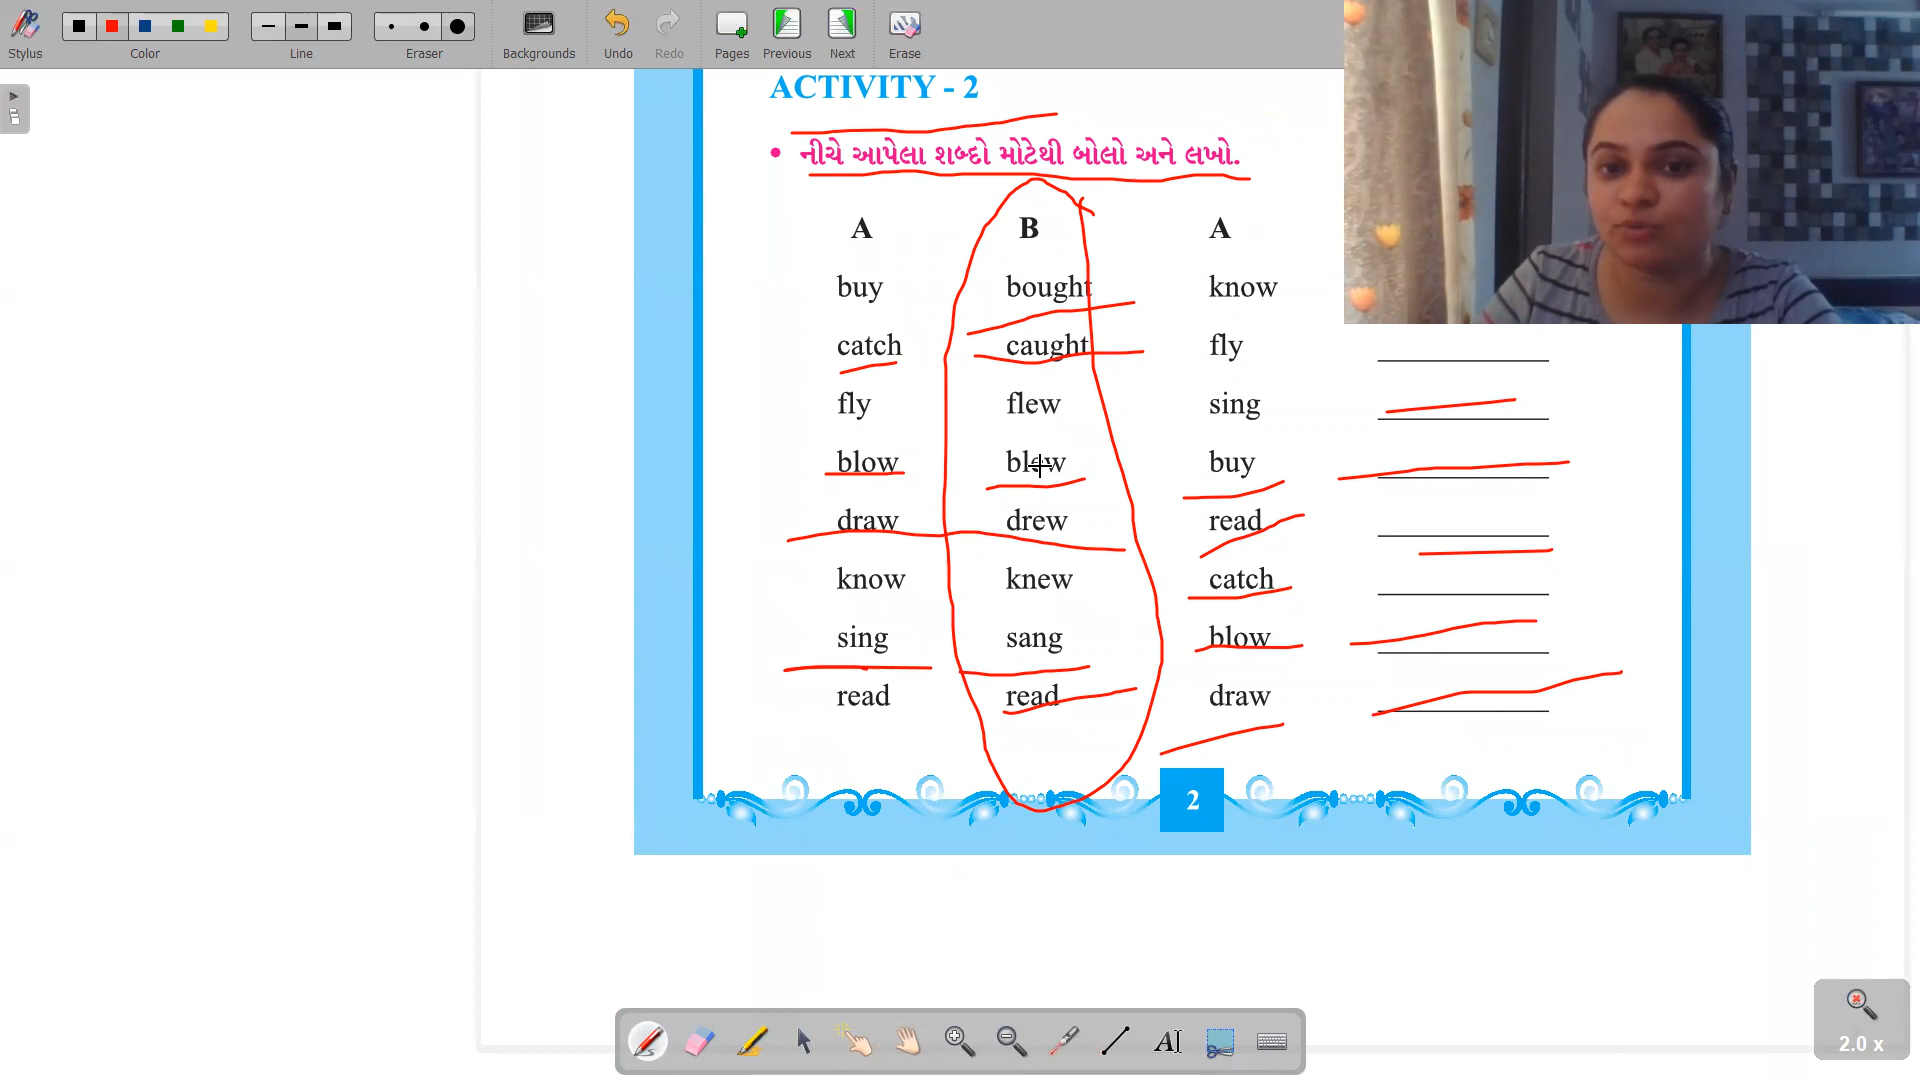 Stylus Color Line Eraser Backgrounds Undo Redo Pages Previous Next Erase
ACTIVITY - 2
• નીચે આપેલા શબ્દો મોટેથી બોલો અને લખો.
A B A
buy bought know
catch caught fly
fly flew sing
blow blew buy
draw drew read
know knew catch
sing sang blow
read read draw
2
2.0 x